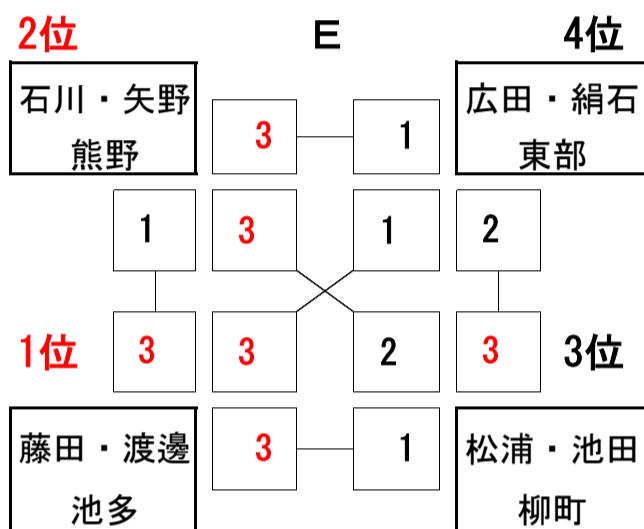 2位 E 4位
石川・矢野 広田・絹石
熊野 3 1 東部
1 3 1 2
1位 3 3 2 3 3位
藤田・渡邊 3 1 松浦・池田
池多 柳町